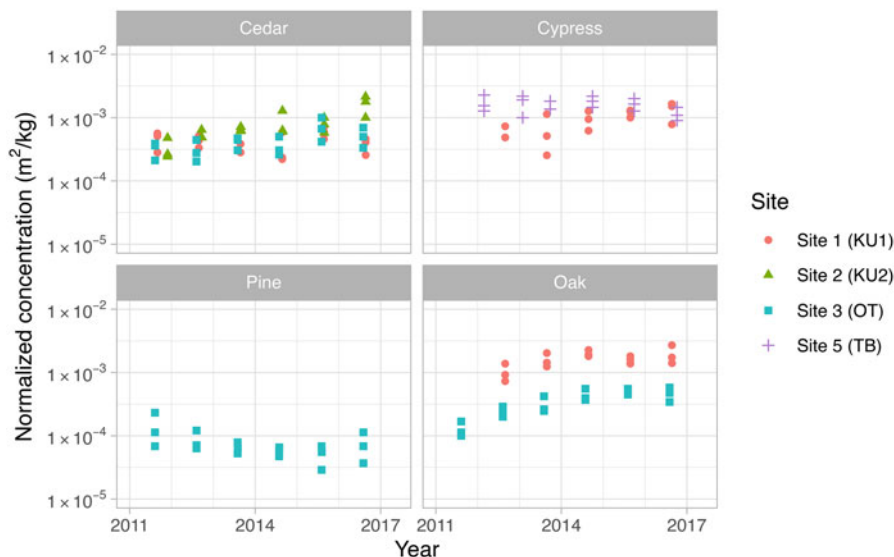 Cedar Cypress
1 × 10⁻²
1 × 10⁻³
1 × 10⁻⁴
1 × 10⁻⁵
Pine Oak
1 × 10⁻²
1 × 10⁻³
1 × 10⁻⁴
1 × 10⁻⁵
2011 2014 2017 2011 2014 2017
Year
Normalized concentration (m²/kg)
Site
Site 1 (KU1)
Site 2 (KU2)
Site 3 (OT)
Site 5 (TB)